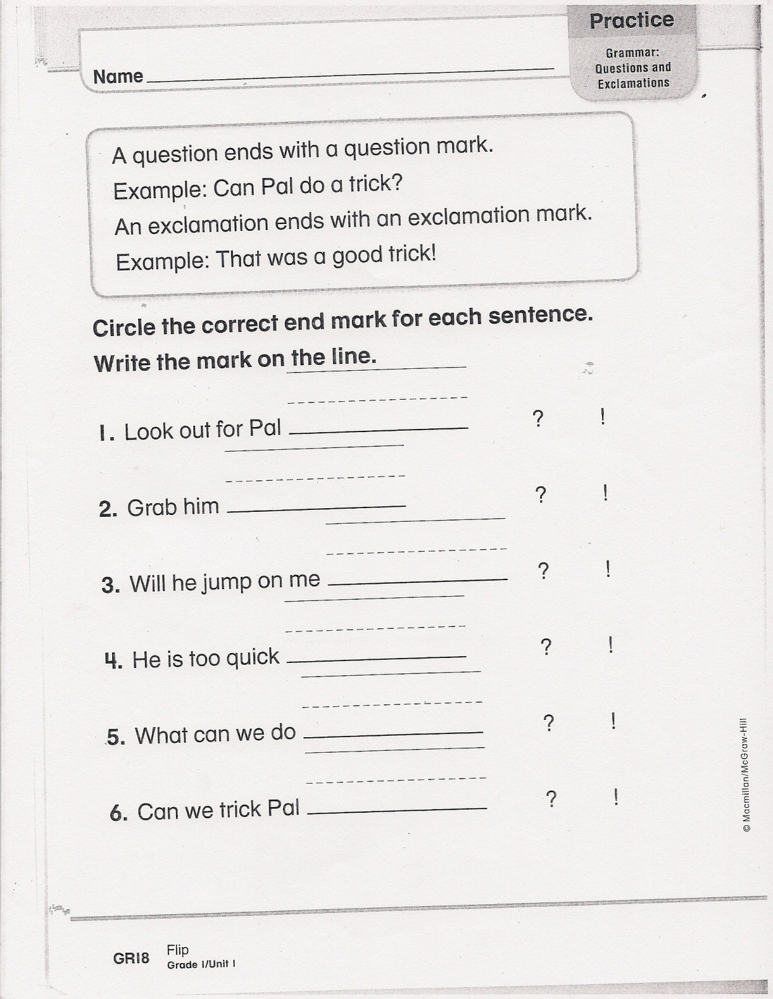 Practice
Grammar:
Questions and
Exclamations
Name
A question ends with a question mark.
Example: Can Pal do a trick?
An exclamation ends with an exclamation mark.
Example: That was a good trick!
Circle the correct end mark for each sentence.
Write the mark on the line.
1. Look out for Pal ? !
2. Grab him ? !
3. Will he jump on me ? !
4. He is too quick ? !
5. What can we do ? !
6. Can we trick Pal ? !
© Macmillan/McGraw-Hill
GR18 Flip
Grade 1/Unit 1